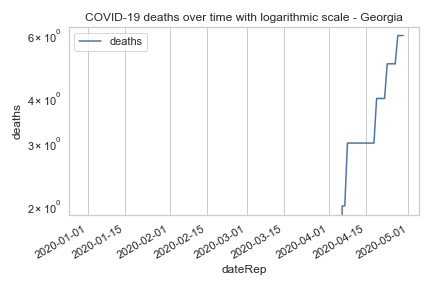 COVID-19 deaths over time with logarithmic scale - Georgia
deaths
6 × 10⁰
4 × 10⁰
3 × 10⁰
2 × 10⁰
deaths
2020-01-01
2020-01-15
2020-02-01
2020-02-15
2020-03-01
2020-03-15
2020-04-01
2020-04-15
2020-05-01
dateRep